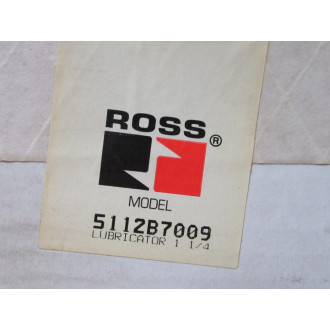 ROSS®
MODEL
5112B7009
LUBRICATOR 1 1/4